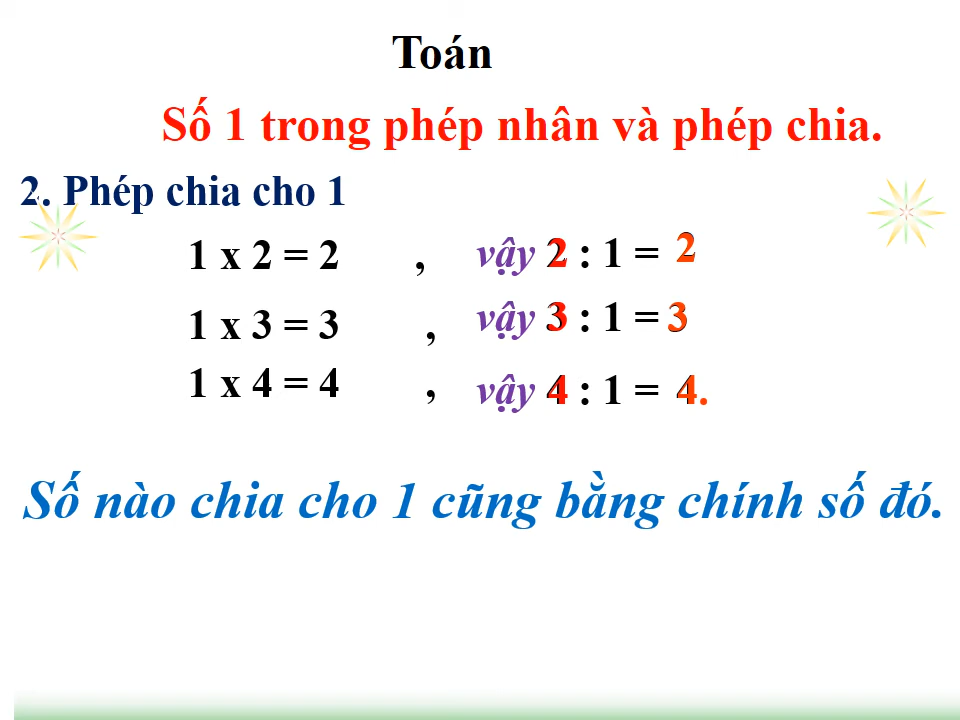 Toán
Số 1 trong phép nhân và phép chia.
2. Phép chia cho 1
1 x 2 = 2 , vậy 2 : 1 = 2
1 x 3 = 3 , vậy 3 : 1 = 3
1 x 4 = 4 , vậy 4 : 1 = 4.
Số nào chia cho 1 cũng bằng chính số đó.